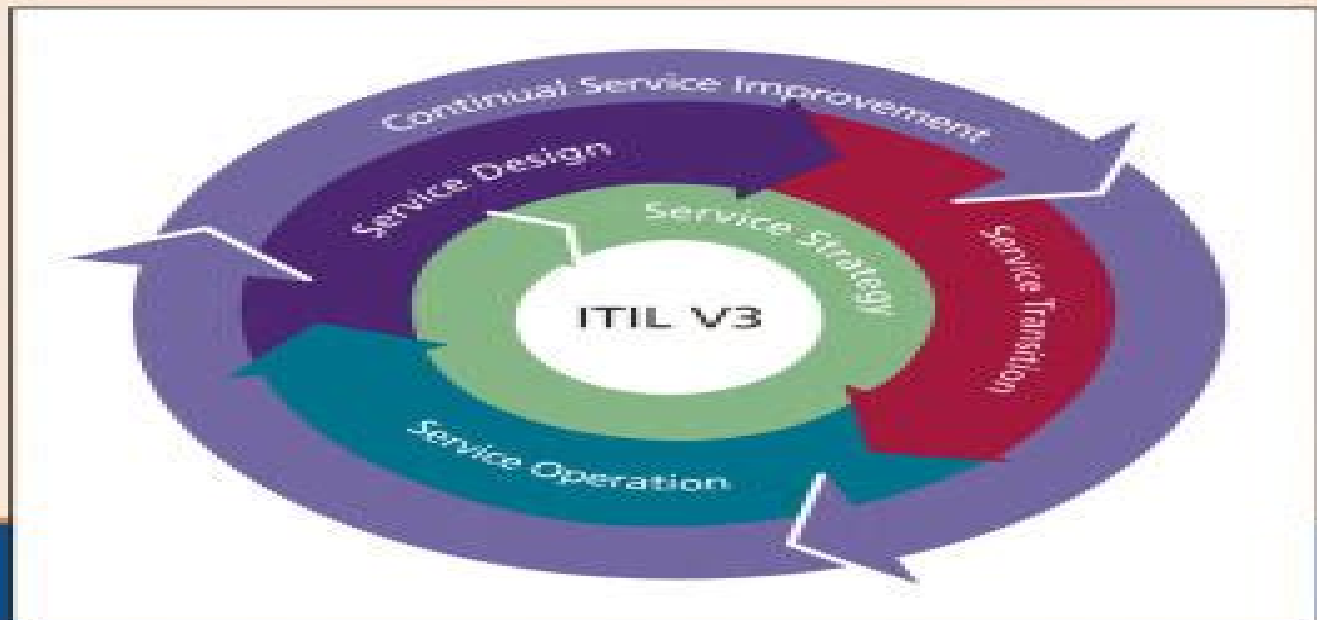 Continual Service Improvement
Service Design
Service Strategy
Service Transition
ITIL V3
Service Operation